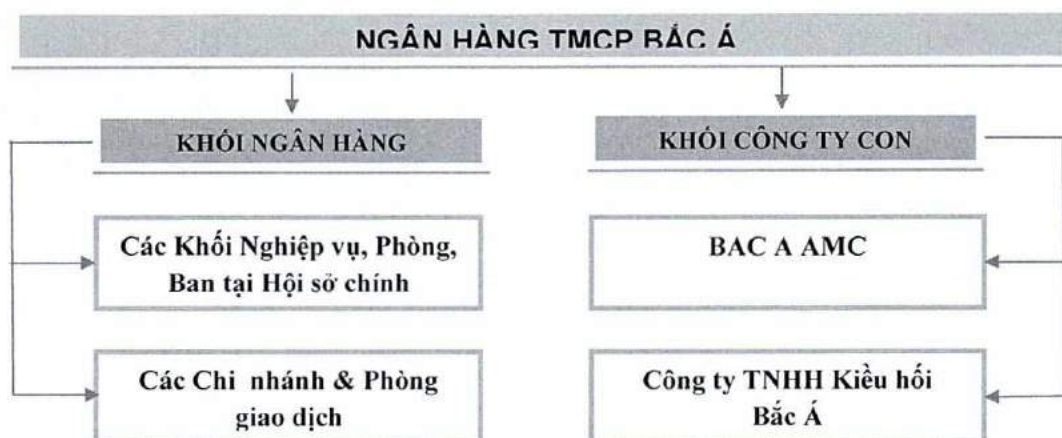 NGÂN HÀNG TMCP BẮC Á
KHỐI NGÂN HÀNG
KHỐI CÔNG TY CON
Các Khối Nghiệp vụ, Phòng,
Ban tại Hội sở chính
BAC A AMC
Các Chi nhánh & Phòng
giao dịch
Công ty TNHH Kiều hối
Bắc Á